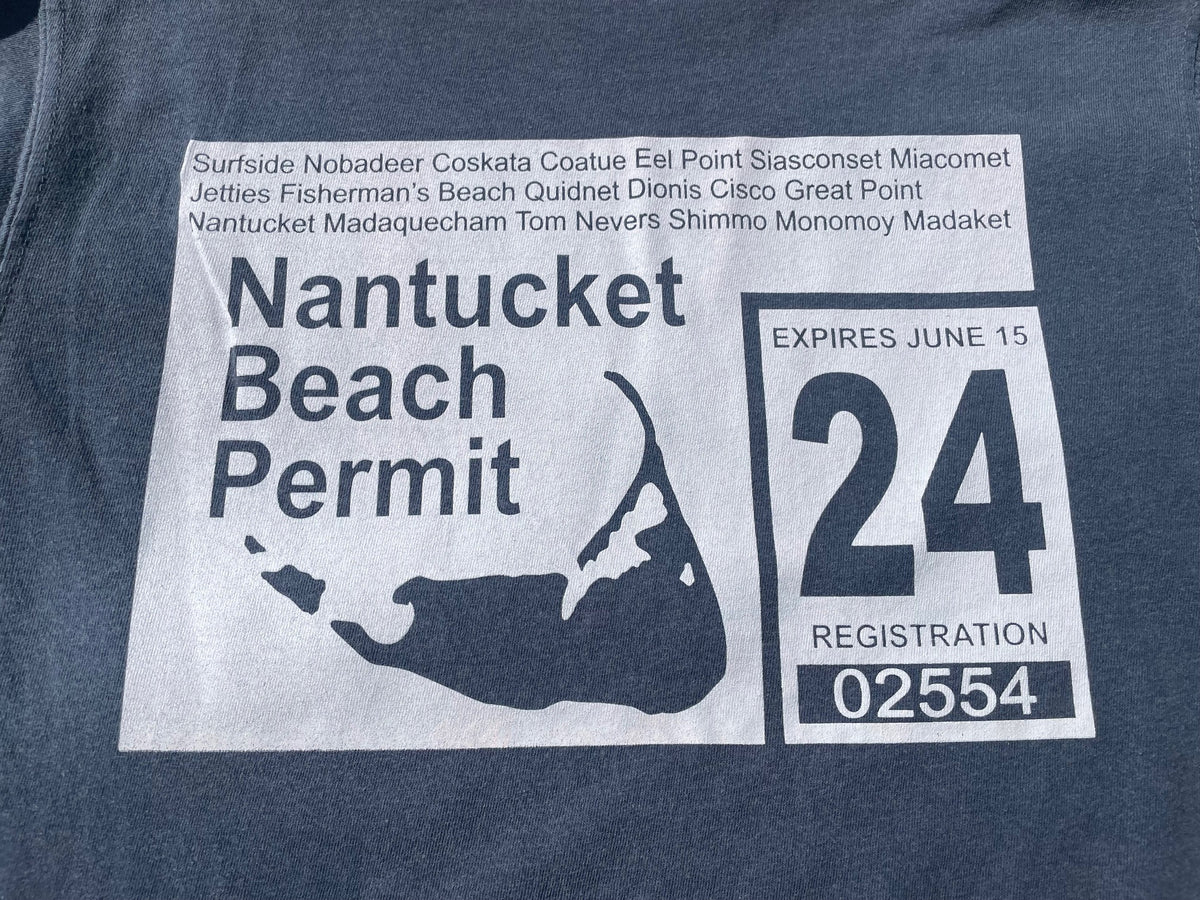 Surfside Nobadeer Coskata Coatue Eel Point Siasconset Miacomet
Jetties Fisherman's Beach Quidnet Dionis Cisco Great Point
Nantucket Madaquecham Tom Nevers Shimmo Monomoy Madaket
Nantucket
Beach
Permit
EXPIRES JUNE 15
24
REGISTRATION
02554